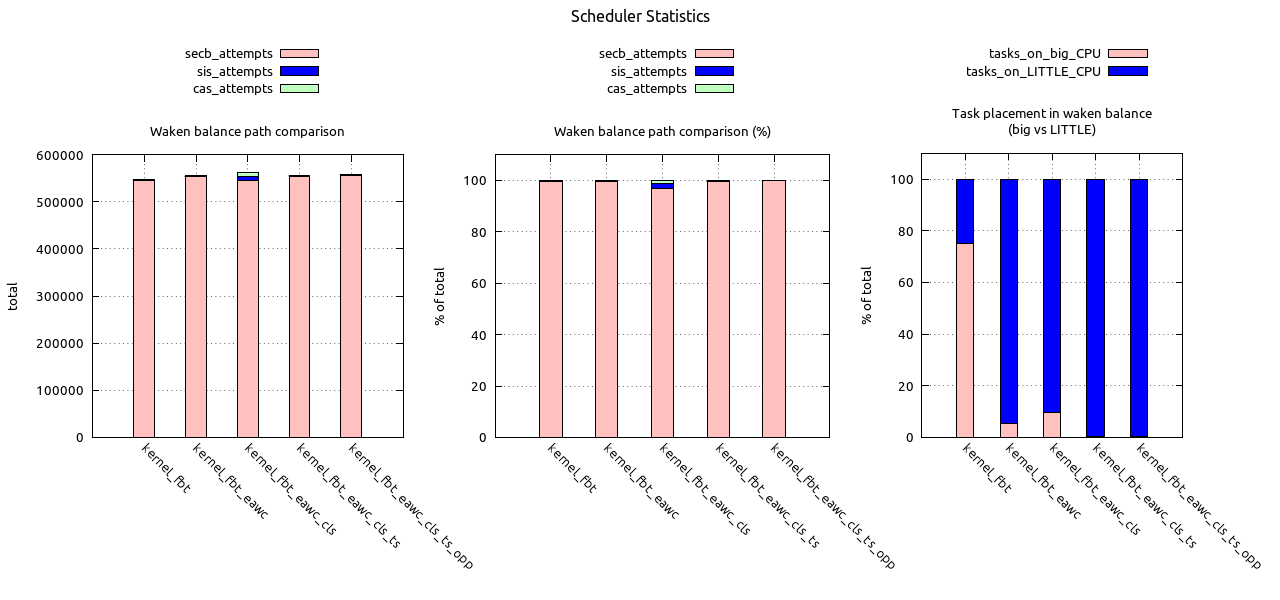 Scheduler Statistics
secb_attempts
sis_attempts
cas_attempts
Waken balance path comparison
600000
500000
400000
300000
200000
100000
0
total
kernel_fbt
kernel_fbt_eawc
kernel_fbt_eawc_cls
kernel_fbt_eawc_cls_ts
kernel_fbt_eawc_cls_ts_opp
secb_attempts
sis_attempts
cas_attempts
Waken balance path comparison (%)
100
80
60
40
20
0
% of total
kernel_fbt
kernel_fbt_eawc
kernel_fbt_eawc_cls
kernel_fbt_eawc_cls_ts
kernel_fbt_eawc_cls_ts_opp
tasks_on_big_CPU
tasks_on_LITTLE_CPU
Task placement in waken balance
(big vs LITTLE)
100
80
60
40
20
0
% of total
kernel_fbt
kernel_fbt_eawc
kernel_fbt_eawc_cls
kernel_fbt_eawc_cls_ts
kernel_fbt_eawc_cls_ts_opp